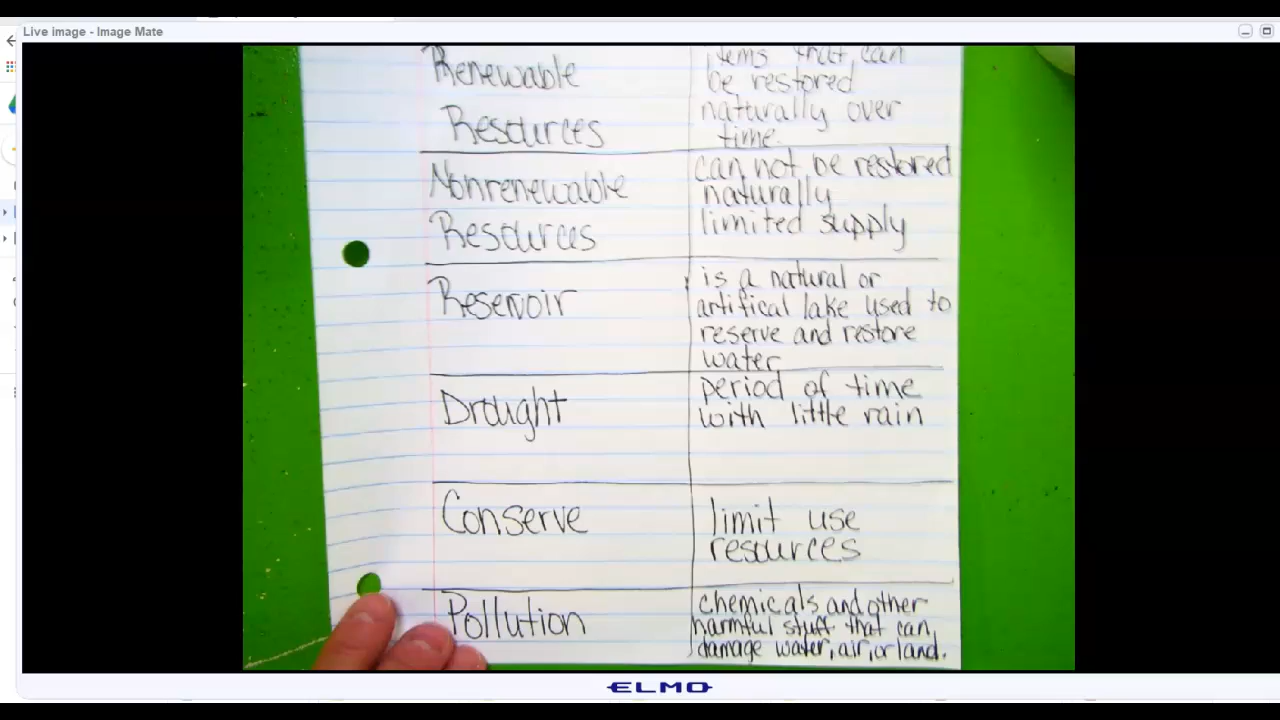 Live image - Image Mate
Renewable
Resources
items that can
be restored
naturally over
time.
Nonrenewable
Resources
can not be restored
naturally
limited supply
Reservoir
is a natural or
artifical lake used to
reserve and restore
water
Drought
period of time
with little rain
Conserve
limit use
resources
Pollution
chemicals and other
harmful stuff that can
damage water, air, or land.
ELMO